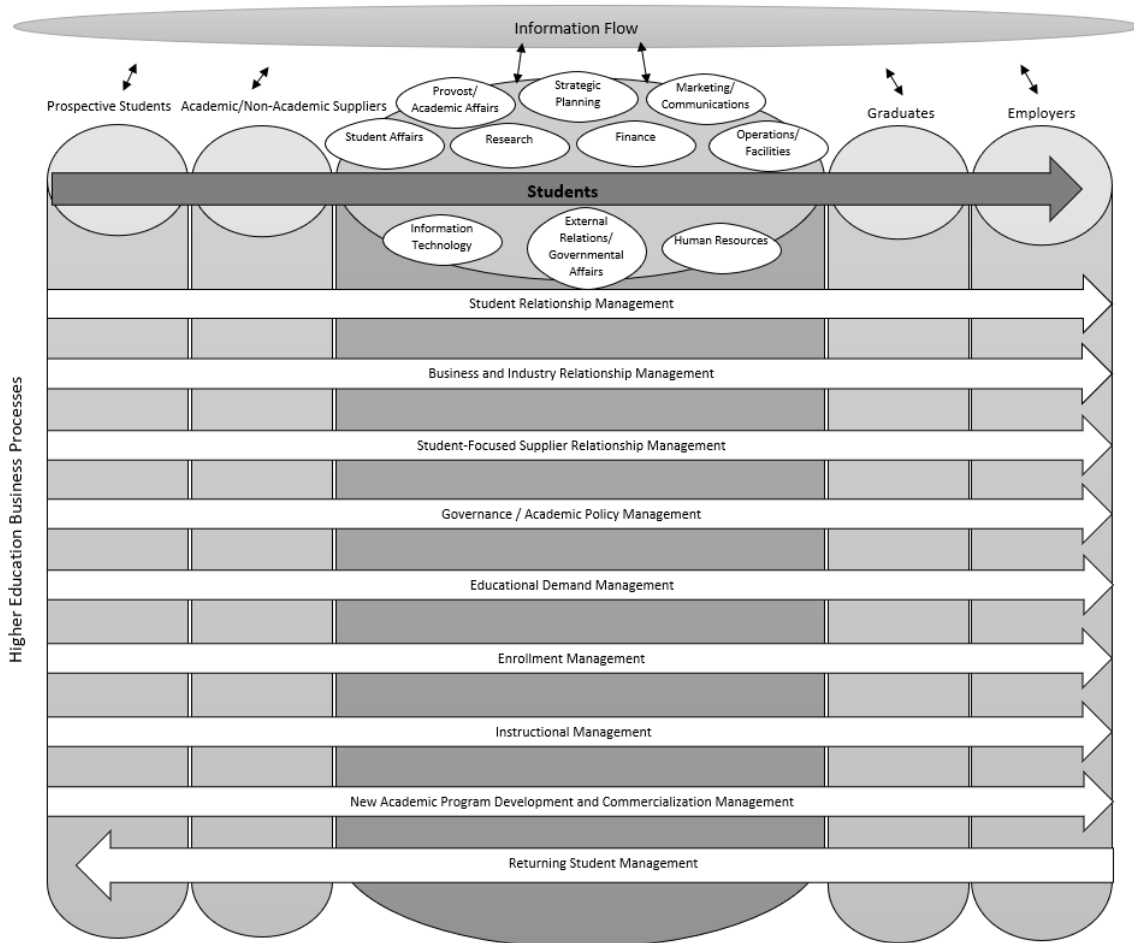 Information Flow
Prospective Students
Academic/Non-Academic Suppliers
Provost/
Academic Affairs
Strategic
Planning
Marketing/
Communications
Graduates
Employers
Student Affairs
Research
Finance
Operations/
Facilities
Students
Information
Technology
External
Relations/
Governmental
Affairs
Human Resources
Higher Education Business Processes
Student Relationship Management
Business and Industry Relationship Management
Student-Focused Supplier Relationship Management
Governance / Academic Policy Management
Educational Demand Management
Enrollment Management
Instructional Management
New Academic Program Development and Commercialization Management
Returning Student Management